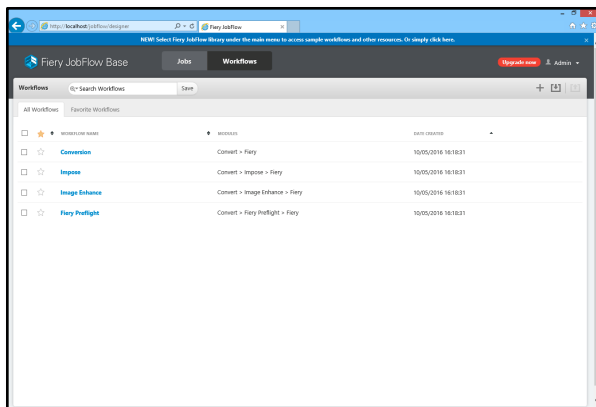 http://localhost/jobflow/designer
Fiery JobFlow
NEW! Select Fiery JobFlow library under the main menu to access sample workflows and other resources. Or simply click here.
Fiery JobFlow Base
Jobs
Workflows
Upgrade now
Admin
Workflows
Search Workflows
Save
All Workflows
Favorite Workflows
WORKFLOW NAME MODULES DATE CREATED
Conversion Convert > Fiery 10/05/2016 16:18:31
Impose Convert > Impose > Fiery 10/05/2016 16:18:31
Image Enhance Convert > Image Enhance > Fiery 10/05/2016 16:18:31
Fiery Preflight Convert > Fiery Preflight > Fiery 10/05/2016 16:18:31